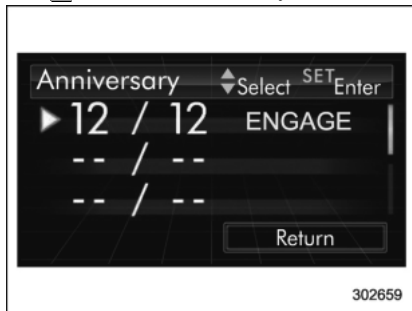 Anniversary Select SET Enter
12 / 12 ENGAGE
-- / --
-- / --
Return
302659